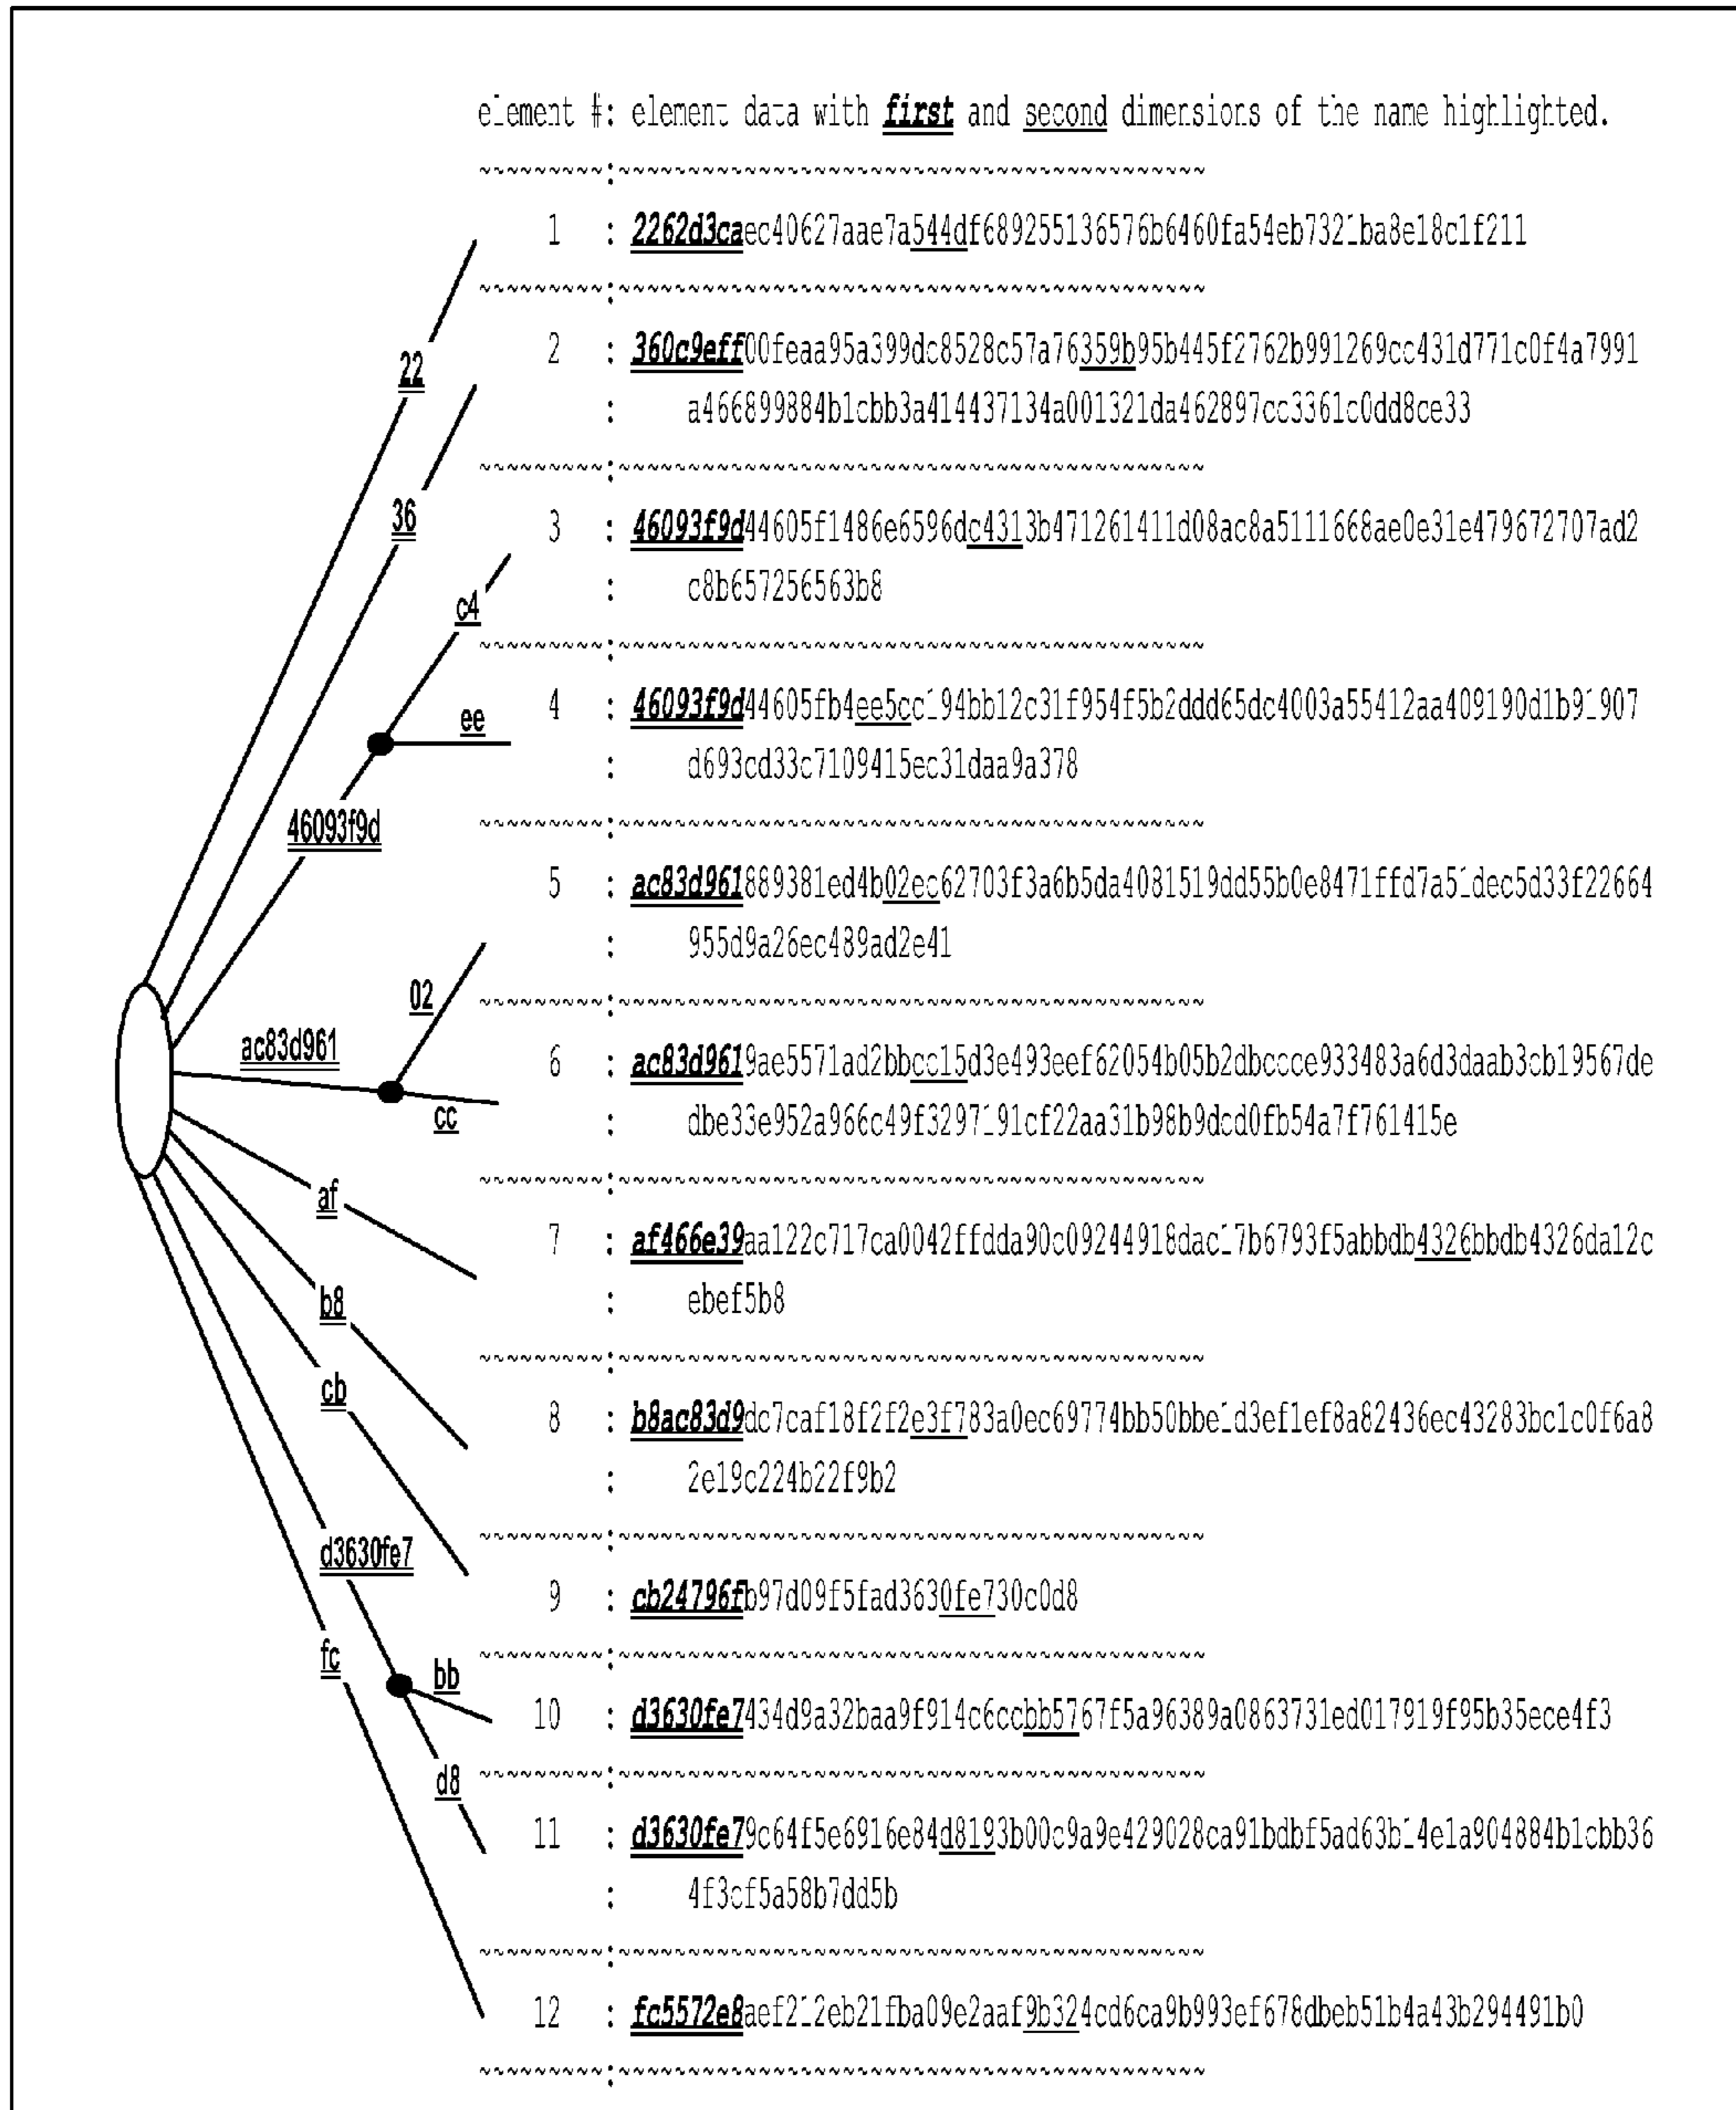 element #: element data with first and second dimensions of the name highlighted.
~~~~~~~~~:~~~~~~~~~~~~~~~~~~~~~~~~~~~~~~~~~~~~~~~~~~
1 : 2262d3caec40627aae7a544df689255136576b6460fa54eb7321ba8e18c1f211
~~~~~~~~~:~~~~~~~~~~~~~~~~~~~~~~~~~~~~~~~~~~~~~~~~~~
22
2 : 360c9eff00feaa95a399dc8528c57a76359b95b445f2762b991269cc431d771c0f4a7991
: a466899884b1cbb3a414437134a001321da462897cc3361c0dd8ce33
~~~~~~~~~:~~~~~~~~~~~~~~~~~~~~~~~~~~~~~~~~~~~~~~~~~~
36
3 : 46093f9d44605f1486e6596dc4313b471261411d08ac8a5111668ae0e31e479672707ad2
: c8b657256563b8
c4
~~~~~~~~~:~~~~~~~~~~~~~~~~~~~~~~~~~~~~~~~~~~~~~~~~~~
4 : 46093f9d44605fb4ee5cc194bb12c31f954f5b2ddd65dc4003a55412aa409190d1b91907
ee
: d693cd33c7109415ec31daa9a378
46093f9d
~~~~~~~~~:~~~~~~~~~~~~~~~~~~~~~~~~~~~~~~~~~~~~~~~~~~
5 : ac83d961889381ed4b02ec62703f3a6b5da4081519dd55b0e8471ffd7a51dec5d33f22664
: 955d9a26ec489ad2e41
02
~~~~~~~~~:~~~~~~~~~~~~~~~~~~~~~~~~~~~~~~~~~~~~~~~~~~
ac83d961
6 : ac83d9619ae5571ad2bbcc15d3e493eef62054b05b2dbccce933483a6d3daab3cb19567de
cc
: dbe33e952a966c49f3297191cf22aa31b98b9dcd0fb54a7f761415e
~~~~~~~~~:~~~~~~~~~~~~~~~~~~~~~~~~~~~~~~~~~~~~~~~~~~
af
7 : af466e39aa122c717ca0042ffdda90c09244918dac17b6793f5abbdb4326bbdb4326da12c
: ebef5b8
b8
~~~~~~~~~:~~~~~~~~~~~~~~~~~~~~~~~~~~~~~~~~~~~~~~~~~~
cb
8 : b8ac83d9dc7caf18f2f2e3f783a0ec69774bb50bbe1d3ef1ef8a82436ec43283bc1c0f6a8
: 2e19c224b22f9b2
~~~~~~~~~:~~~~~~~~~~~~~~~~~~~~~~~~~~~~~~~~~~~~~~~~~~
d3630fe7
9 : cb24796fb97d09f5fad3630fe730c0d8
~~~~~~~~~:~~~~~~~~~~~~~~~~~~~~~~~~~~~~~~~~~~~~~~~~~~
fc
bb
10 : d3630fe7434d9a32baa9f914c6ccbb5767f5a96389a0863731ed017919f95b35ece4f3
~~~~~~~~~:~~~~~~~~~~~~~~~~~~~~~~~~~~~~~~~~~~~~~~~~~~
d8
11 : d3630fe79c64f5e6916e84d8193b00c9a9e429028ca91bdbf5ad63b14e1a904884b1cbb36
: 4f3cf5a58b7dd5b
~~~~~~~~~:~~~~~~~~~~~~~~~~~~~~~~~~~~~~~~~~~~~~~~~~~~
12 : fc5572e8aef212eb21fba09e2aaf9b324cd6ca9b993ef678dbeb51b4a43b294491b0
~~~~~~~~~:~~~~~~~~~~~~~~~~~~~~~~~~~~~~~~~~~~~~~~~~~~